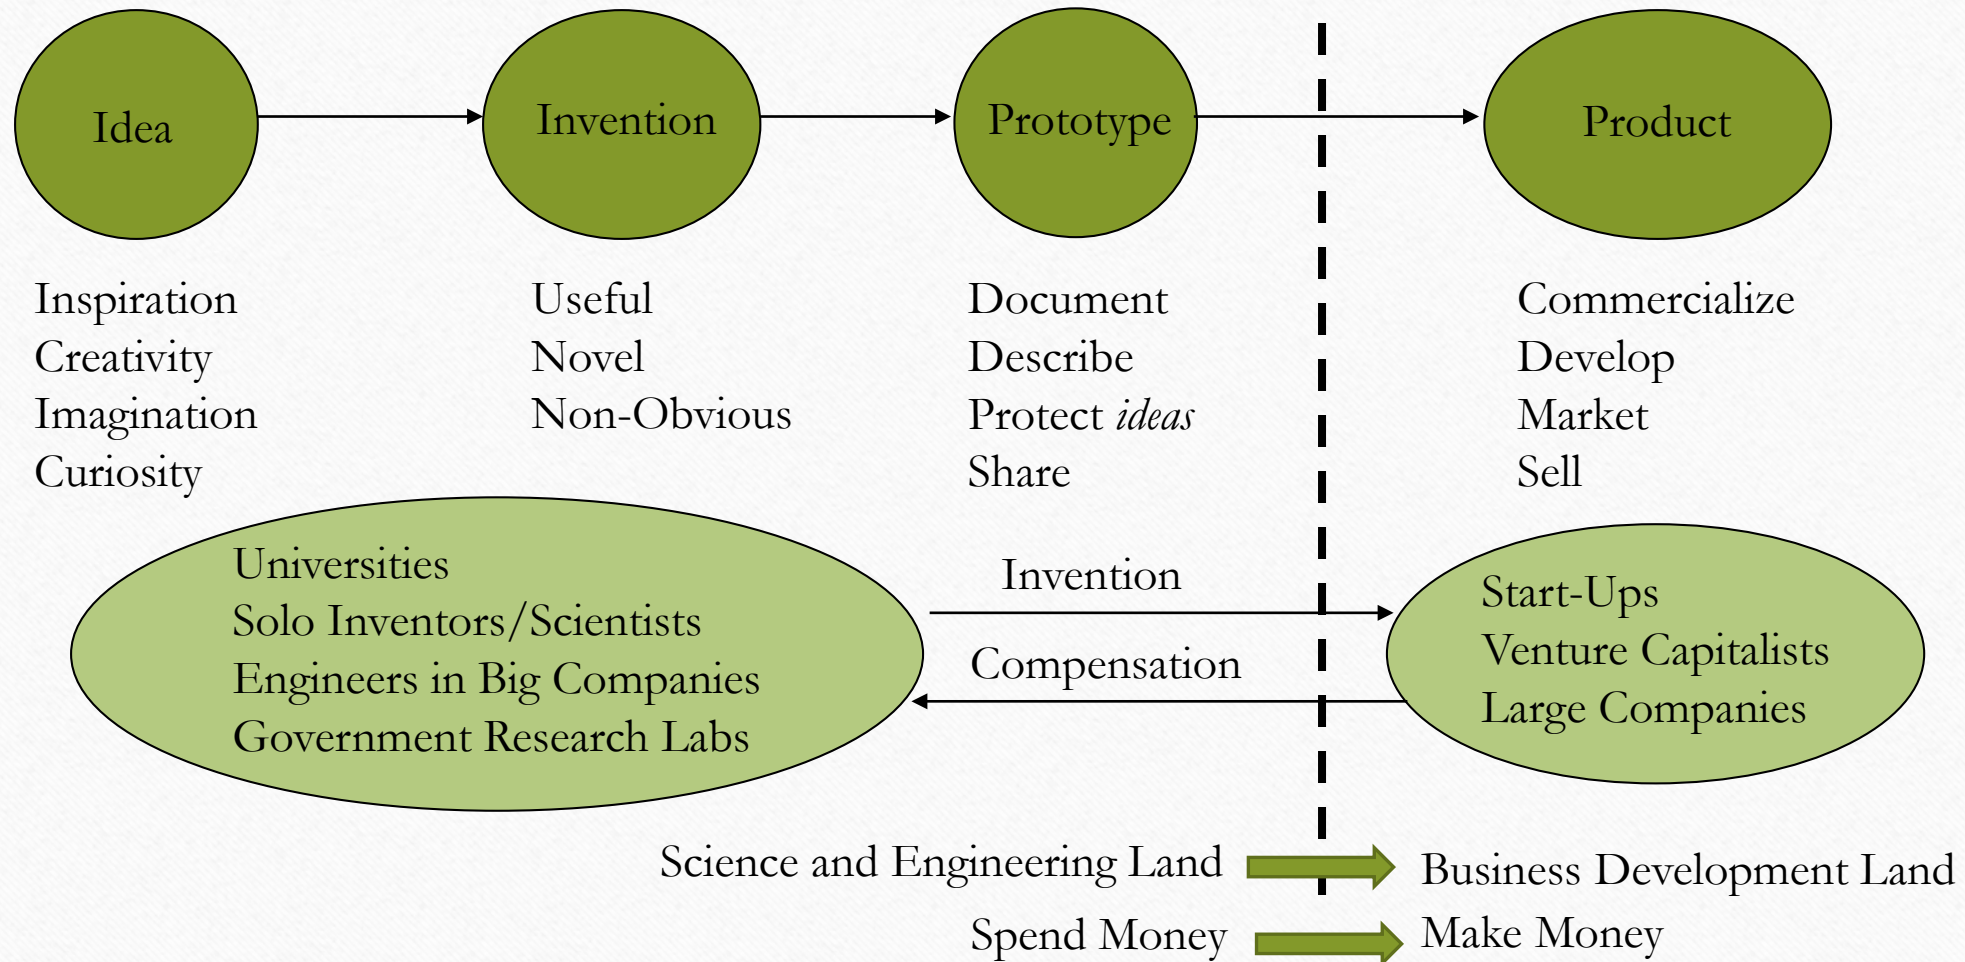 Idea
Invention
Prototype
Product
Inspiration
Creativity
Imagination
Curiosity
Useful
Novel
Non-Obvious
Document
Describe
Protect ideas
Share
Commercialize
Develop
Market
Sell
Universities
Solo Inventors/Scientists
Engineers in Big Companies
Government Research Labs
Invention
Compensation
Start-Ups
Venture Capitalists
Large Companies
Science and Engineering Land
Business Development Land
Spend Money
Make Money